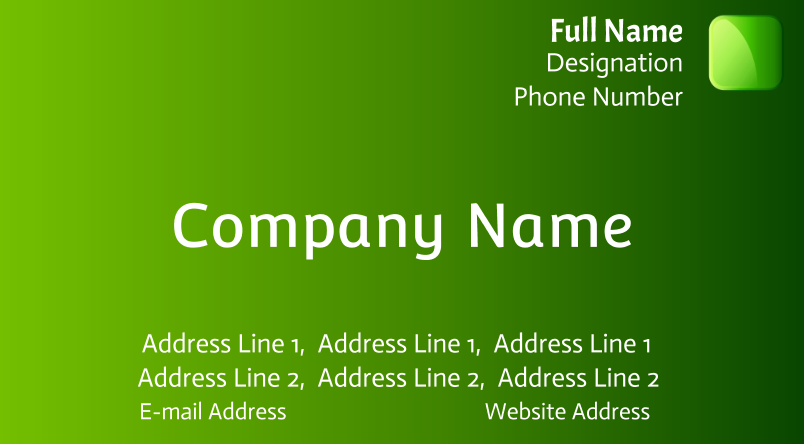 Full Name
Designation
Phone Number
Company Name
Address Line 1, Address Line 1, Address Line 1
Address Line 2, Address Line 2, Address Line 2
E-mail Address Website Address